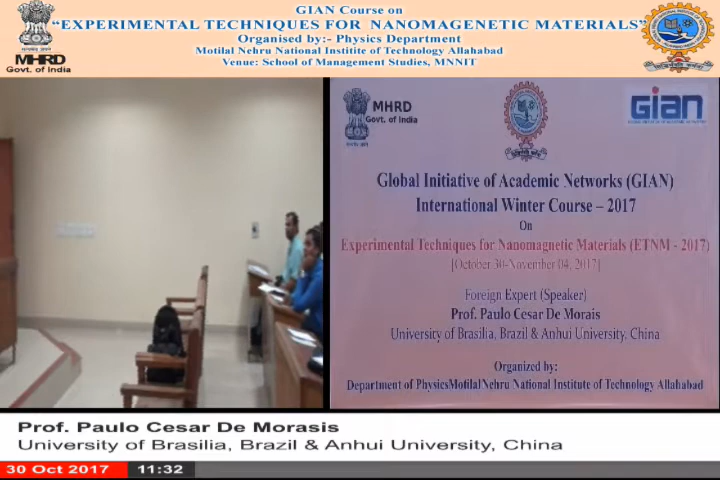 GIAN Course on
“EXPERIMENTAL TECHNIQUES FOR NANOMAGENETIC MATERIALS”
Organised by:- Physics Department
Motilal Nehru National Institite of Technology Allahabad
Venue: School of Management Studies, MNNIT
MHRD
Govt. of India
MHRD
Govt. of India
GIAN
Global Initiative of Academic Networks (GIAN)
International Winter Course – 2017
On
Experimental Techniques for Nanomagnetic Materials (ETNM - 2017)
[October 30-November 04, 2017]
Foreign Expert (Speaker)
Prof. Paulo Cesar De Morais
University of Brasilia, Brazil & Anhui University, China
Organized by:
Department of PhysicsMotilalNehru National Institute of Technology Allahabad
Prof. Paulo Cesar De Morasis
University of Brasilia, Brazil & Anhui University, China
30 Oct 2017 11:32